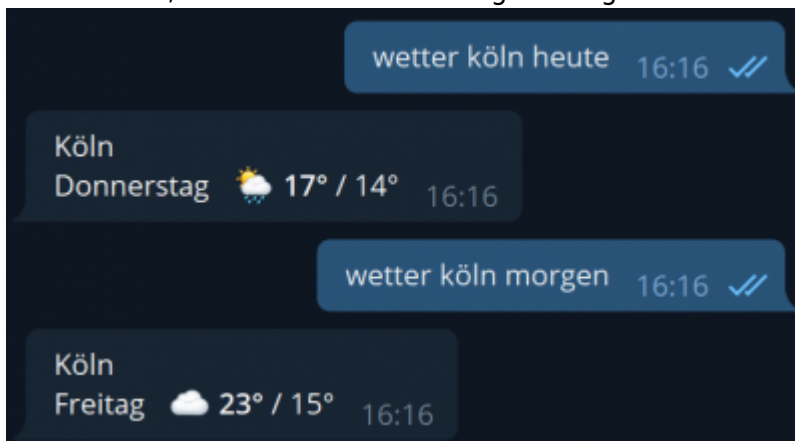 wetter köln heute 16:16
Köln
Donnerstag 🌦 17° / 14° 16:16
wetter köln morgen 16:16
Köln
Freitag ☁ 23° / 15° 16:16